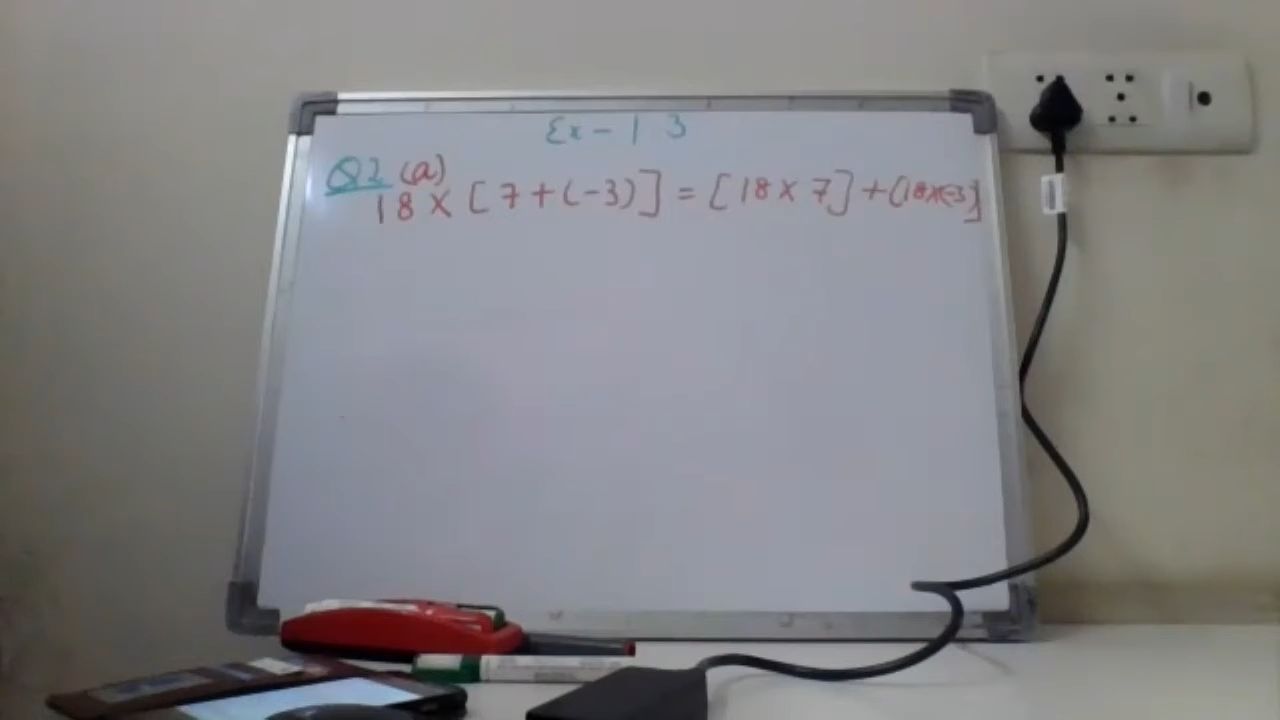 Ex - 1 3
Q2 (a)
18 × [7 + (-3)] = [18 × 7] + [18×(-3)]